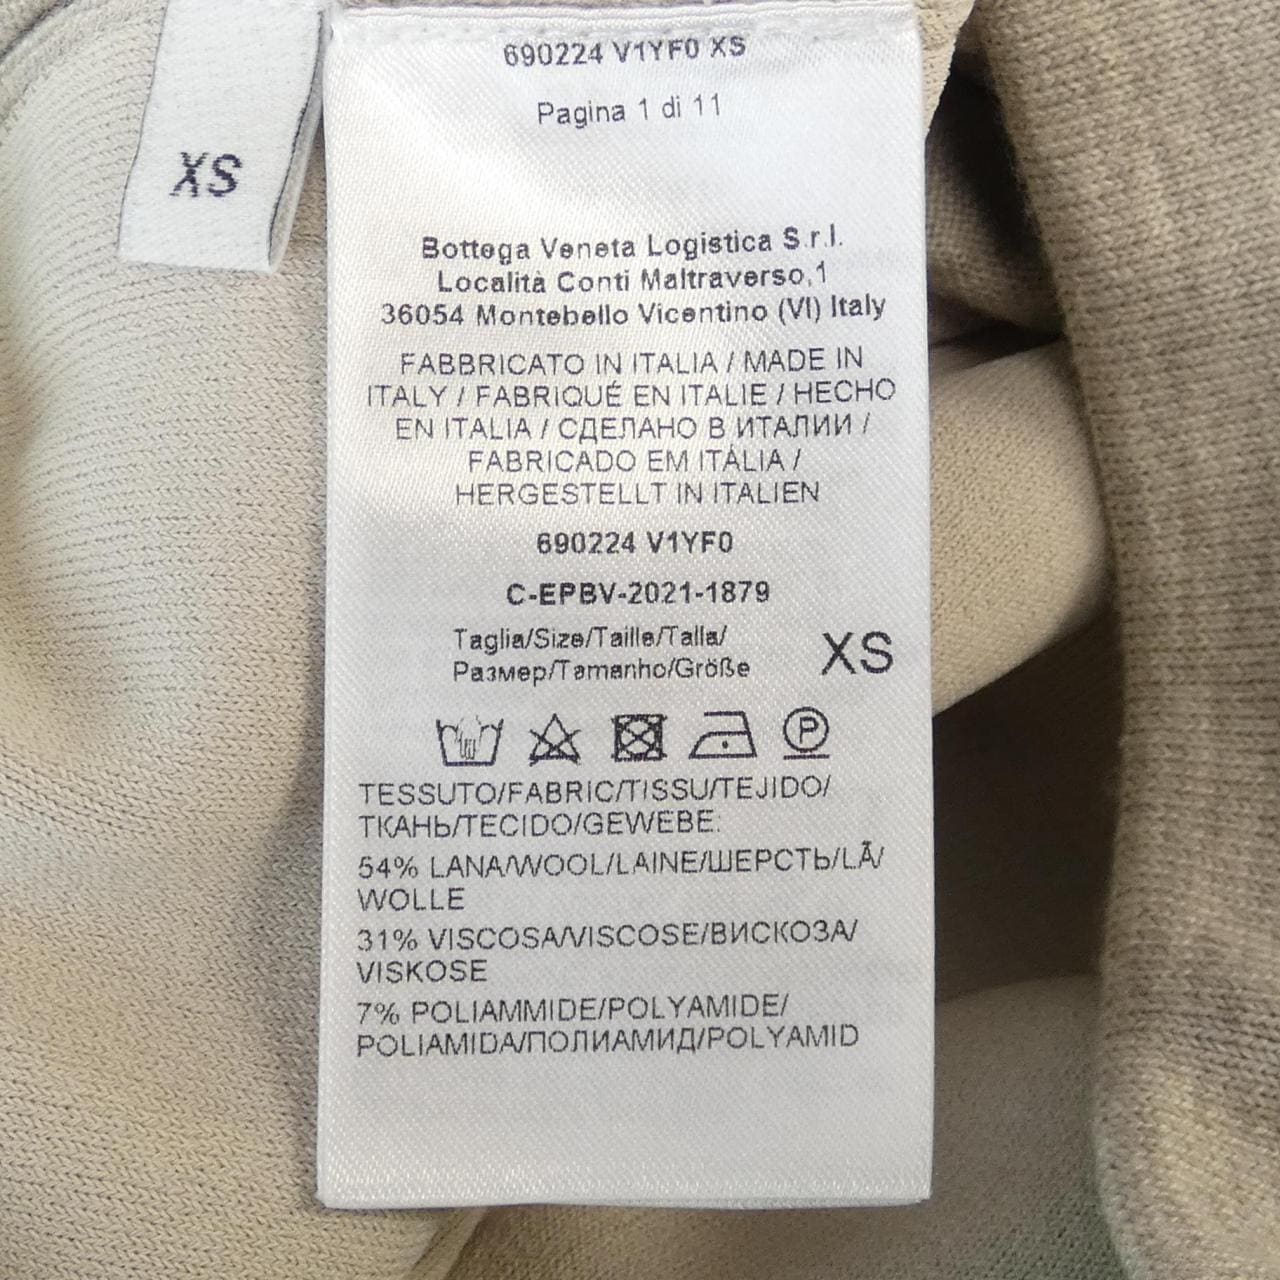 XS
690224 V1YF0 XS
Pagina 1 di 11
Bottega Veneta Logistica S.r.l.
Località Conti Maltraverso,1
36054 Montebello Vicentino (VI) Italy
FABBRICATO IN ITALIA / MADE IN
ITALY / FABRIQUÉ EN ITALIE / HECHO
EN ITALIA / СДЕЛАНО В ИТАЛИИ /
FABRICADO EM ITÁLIA /
HERGESTELLT IN ITALIEN
690224 V1YF0
C-EPBV-2021-1879
Taglia/Size/Taille/Talla/
Размер/Tamanho/Größe
XS
P
TESSUTO/FABRIC/TISSU/TEJIDO/
ТКАНЬ/TECIDO/GEWEBE:
54% LANA/WOOL/LAINE/ШЕРСТЬ/LÃ/
WOLLE
31% VISCOSA/VISCOSE/ВИСКОЗА/
VISKOSE
7% POLIAMMIDE/POLYAMIDE/
POLIAMIDA/ПОЛИАМИД/POLYAMID